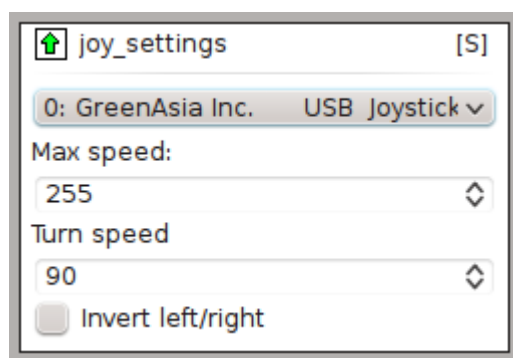 joy_settings [S]
0: GreenAsia Inc. USB Joystick
Max speed:
255
Turn speed
90
Invert left/right